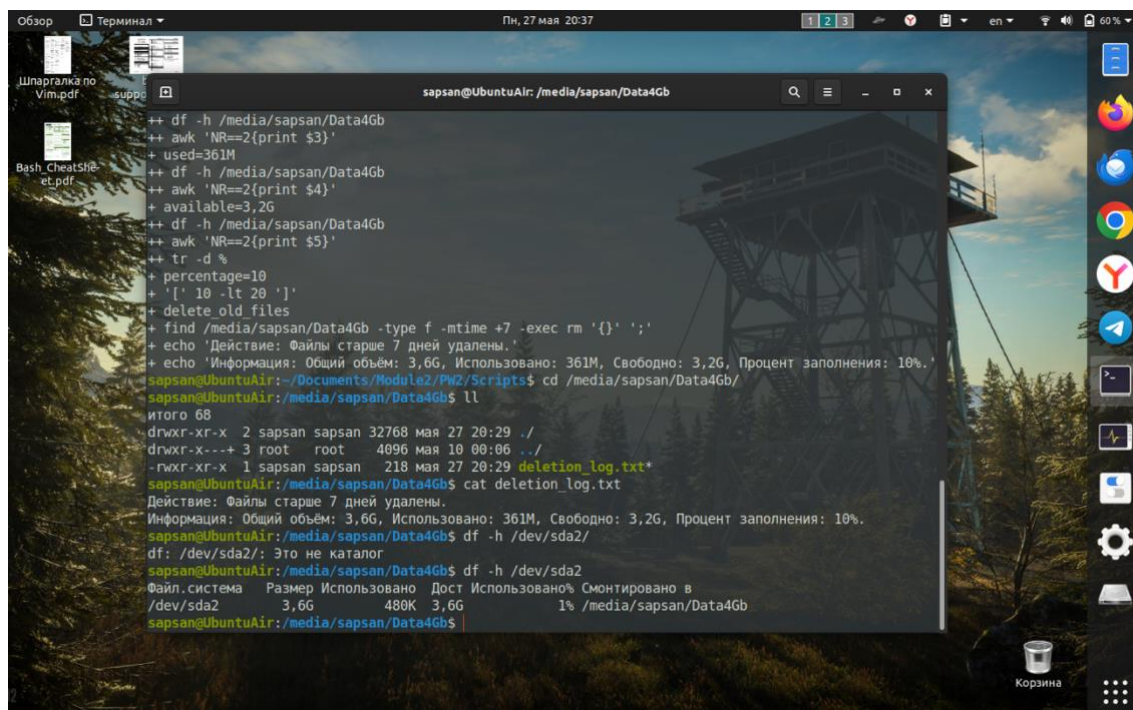 Обзор
Терминал
Пн, 27 мая 20:37
1 2 3
en
60 %
Шпаргалка по
Vim.pdf
Bash_CheatShe-
et.pdf
sapsan@UbuntuAir: /media/sapsan/Data4Gb
++ df -h /media/sapsan/Data4Gb
++ awk 'NR==2{print $3}'
+ used=361M
++ df -h /media/sapsan/Data4Gb
++ awk 'NR==2{print $4}'
+ available=3,2G
++ df -h /media/sapsan/Data4Gb
++ awk 'NR==2{print $5}'
++ tr -d %
+ percentage=10
+ '[' 10 -lt 20 ']'
+ delete_old_files
+ find /media/sapsan/Data4Gb -type f -mtime +7 -exec rm '{}' ';'
+ echo 'Действие: Файлы старше 7 дней удалены.'
+ echo 'Информация: Общий объём: 3,6G, Использовано: 361M, Свободно: 3,2G, Процент заполнения: 10%.'
sapsan@UbuntuAir:~/Documents/Module2/PW2/Scripts$ cd /media/sapsan/Data4Gb/
sapsan@UbuntuAir:/media/sapsan/Data4Gb$ ll
итого 68
drwxr-xr-x 2 sapsan sapsan 32768 мая 27 20:29 ./
drwxr-x---+ 3 root root 4096 мая 10 00:06 ../
-rwxr-xr-x 1 sapsan sapsan 218 мая 27 20:29 deletion_log.txt*
sapsan@UbuntuAir:/media/sapsan/Data4Gb$ cat deletion_log.txt
Действие: Файлы старше 7 дней удалены.
Информация: Общий объём: 3,6G, Использовано: 361M, Свободно: 3,2G, Процент заполнения: 10%.
sapsan@UbuntuAir:/media/sapsan/Data4Gb$ df -h /dev/sda2/
df: /dev/sda2/: Это не каталог
sapsan@UbuntuAir:/media/sapsan/Data4Gb$ df -h /dev/sda2
Файл.система Размер Использовано Дост Использовано% Смонтировано в
/dev/sda2 3,6G 480K 3,6G 1% /media/sapsan/Data4Gb
sapsan@UbuntuAir:/media/sapsan/Data4Gb$
Корзина